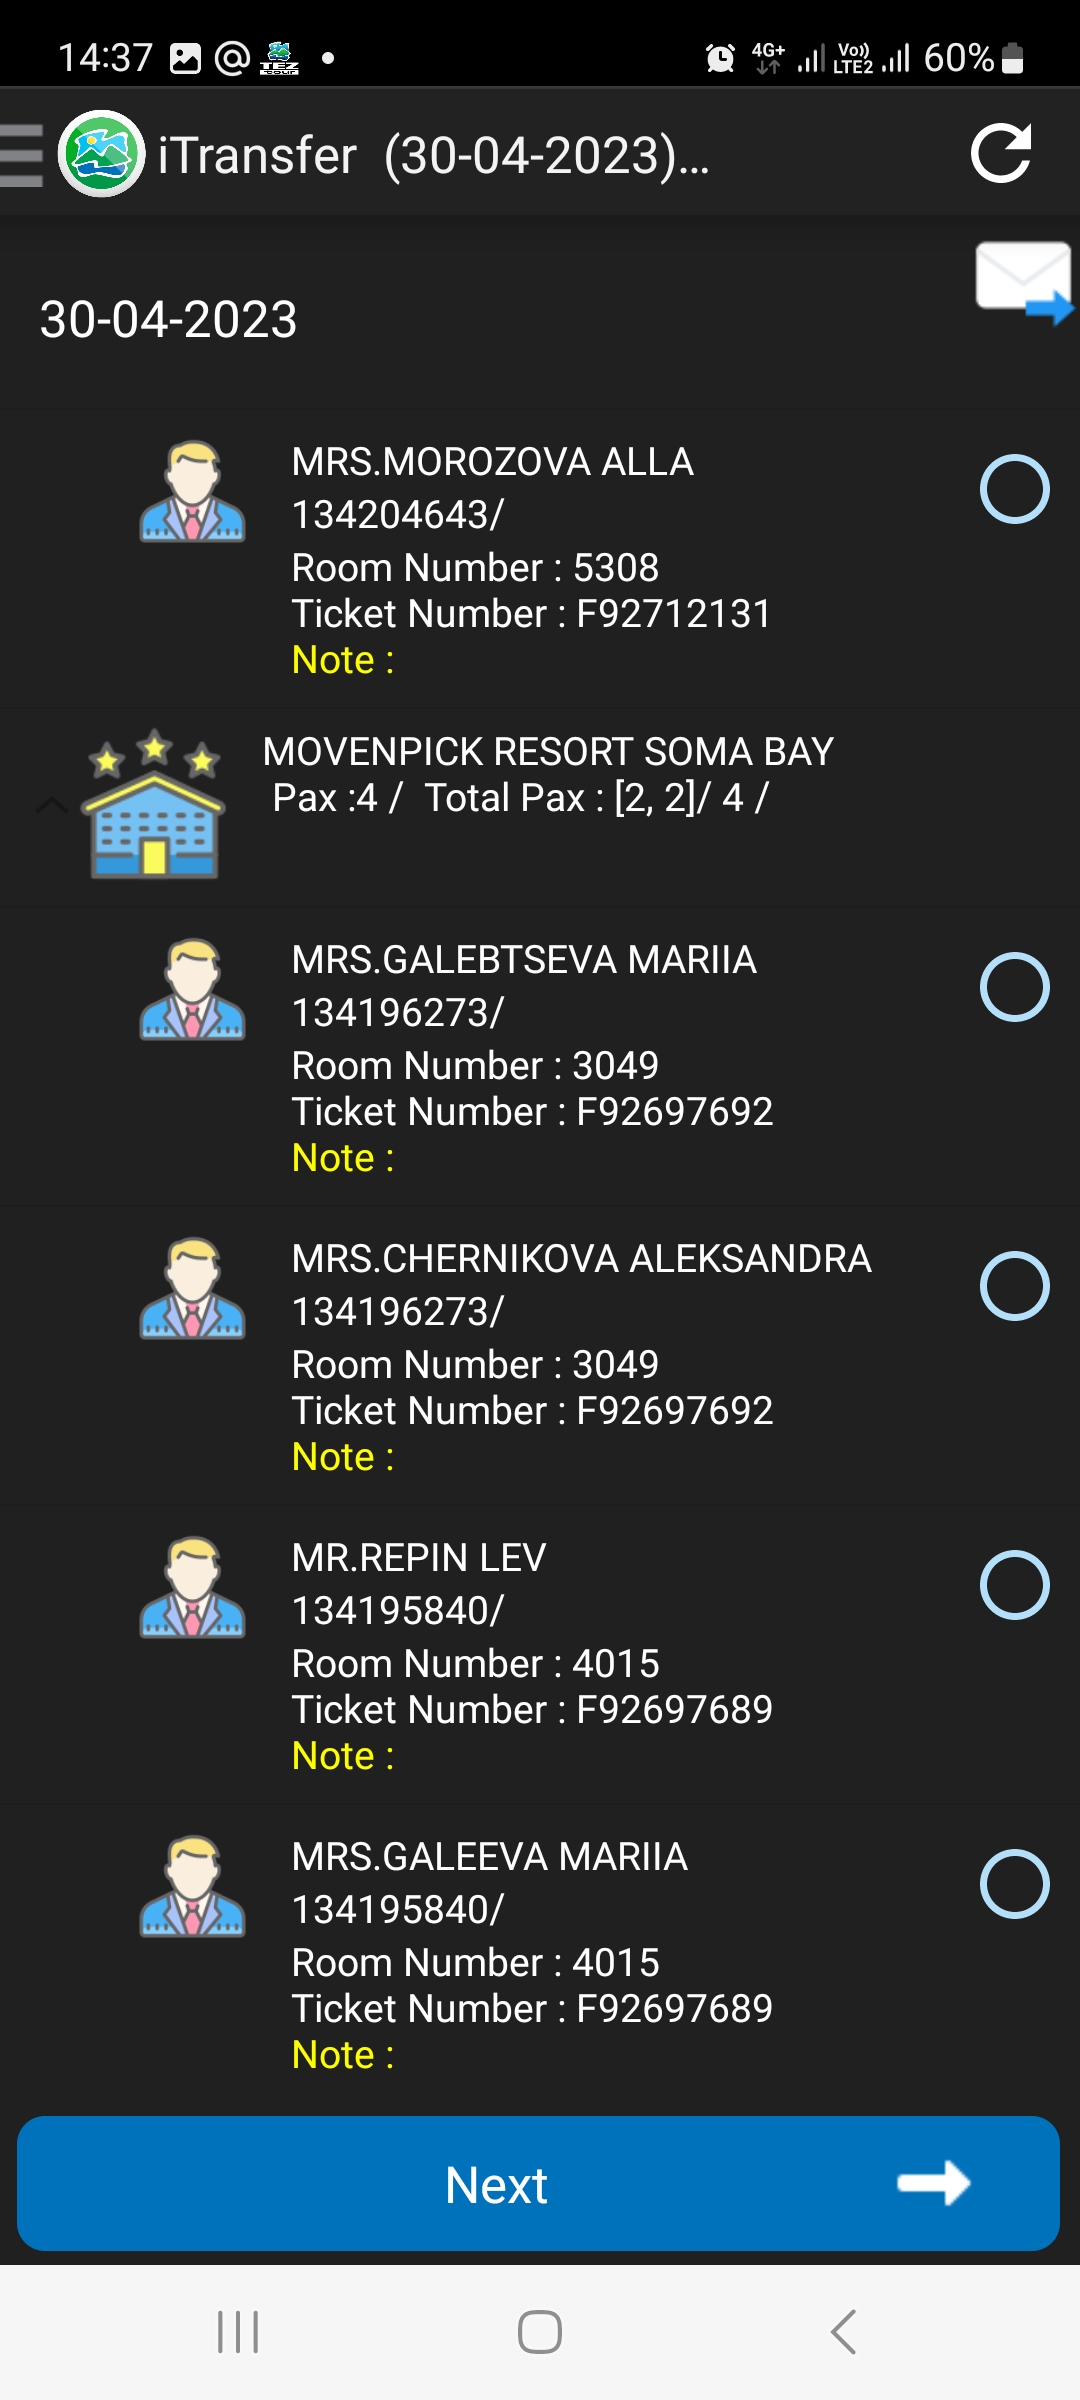 14:37
TEZ
TOUR
4G+
Vo))
LTE2
60%
iTransfer (30-04-2023)...
30-04-2023
MRS.MOROZOVA ALLA
134204643/
Room Number : 5308
Ticket Number : F92712131
Note :
MOVENPICK RESORT SOMA BAY
Pax :4 / Total Pax : [2, 2]/ 4 /
MRS.GALEBTSEVA MARIIA
134196273/
Room Number : 3049
Ticket Number : F92697692
Note :
MRS.CHERNIKOVA ALEKSANDRA
134196273/
Room Number : 3049
Ticket Number : F92697692
Note :
MR.REPIN LEV
134195840/
Room Number : 4015
Ticket Number : F92697689
Note :
MRS.GALEEVA MARIIA
134195840/
Room Number : 4015
Ticket Number : F92697689
Note :
Next